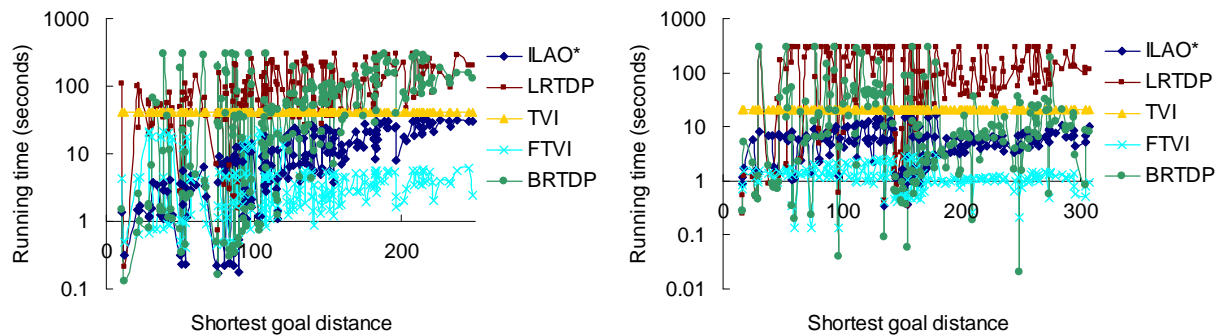 1000
100
10
1
0.1
0
100
200
Running time (seconds)
Shortest goal distance
ILAO*
LRTDP
TVI
FTVI
BRTDP
1000
100
10
1
0.1
0.01
0
100
200
300
Running time (seconds)
Shortest goal distance
ILAO*
LRTDP
TVI
FTVI
BRTDP